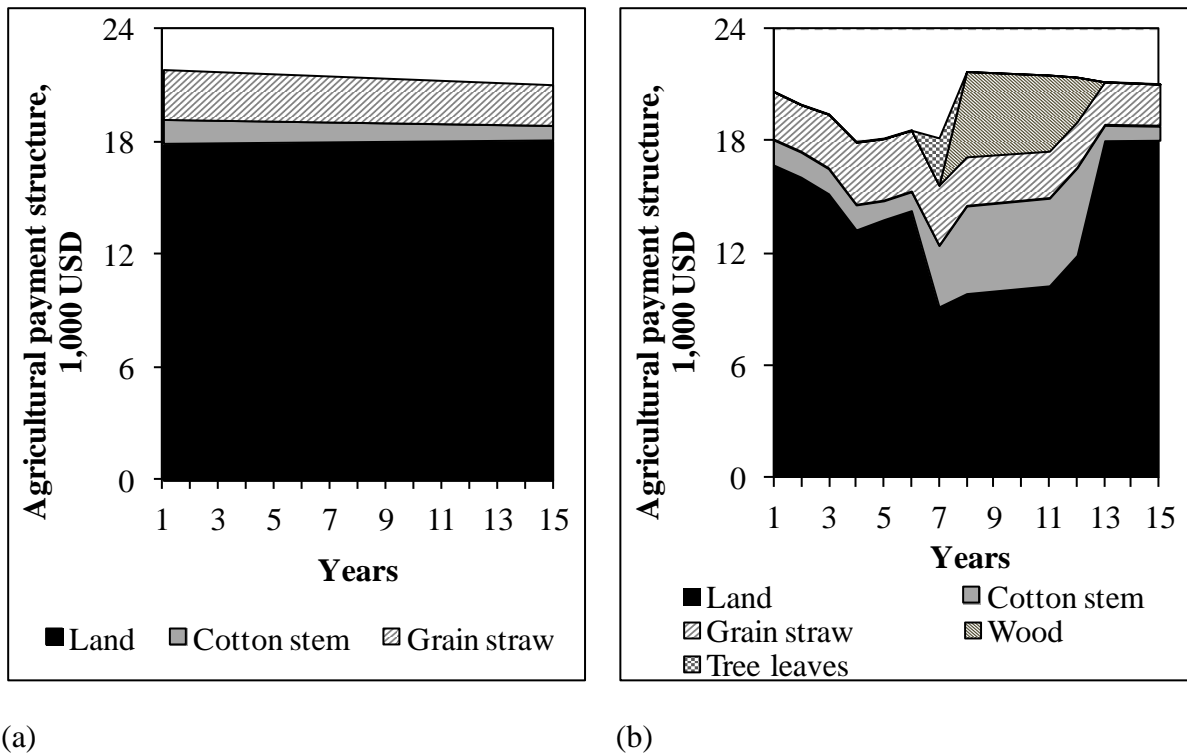 Agricultural payment structure,
1,000 USD
24
18
12
6
0
1 3 5 7 9 11 13 15
Years
Land Cotton stem Grain straw
(a)
Agricultural payment structure,
1,000 USD
24
18
12
6
0
1 3 5 7 9 11 13 15
Years
Land Cotton stem
Grain straw Wood
Tree leaves
(b)